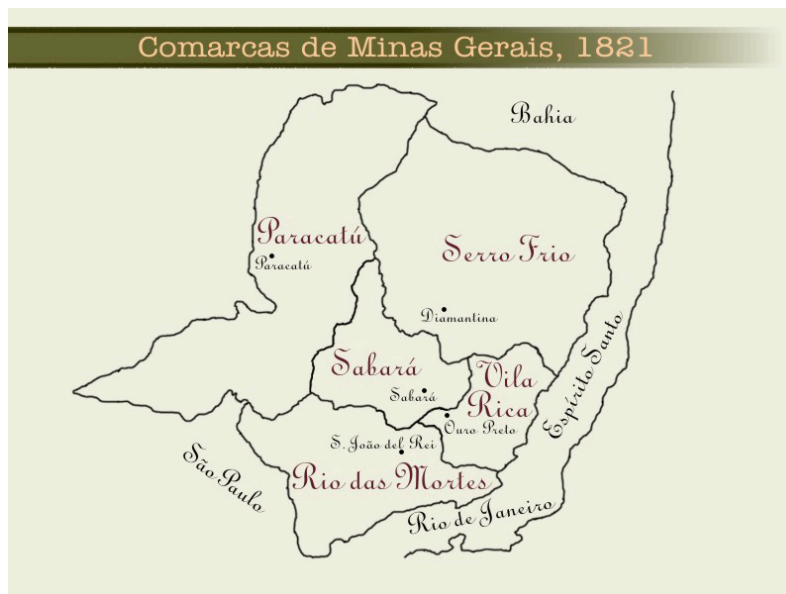 Comarcas de Minas Gerais, 1821
Bahia
Paracatú
Paracatú
Serro Frio
Diamantina
Espírito Santo
Sabará
Sabará
Vila
Rica
Ouro Preto
S. João del Rei
São Paulo
Rio das Mortes
Rio de Janeiro